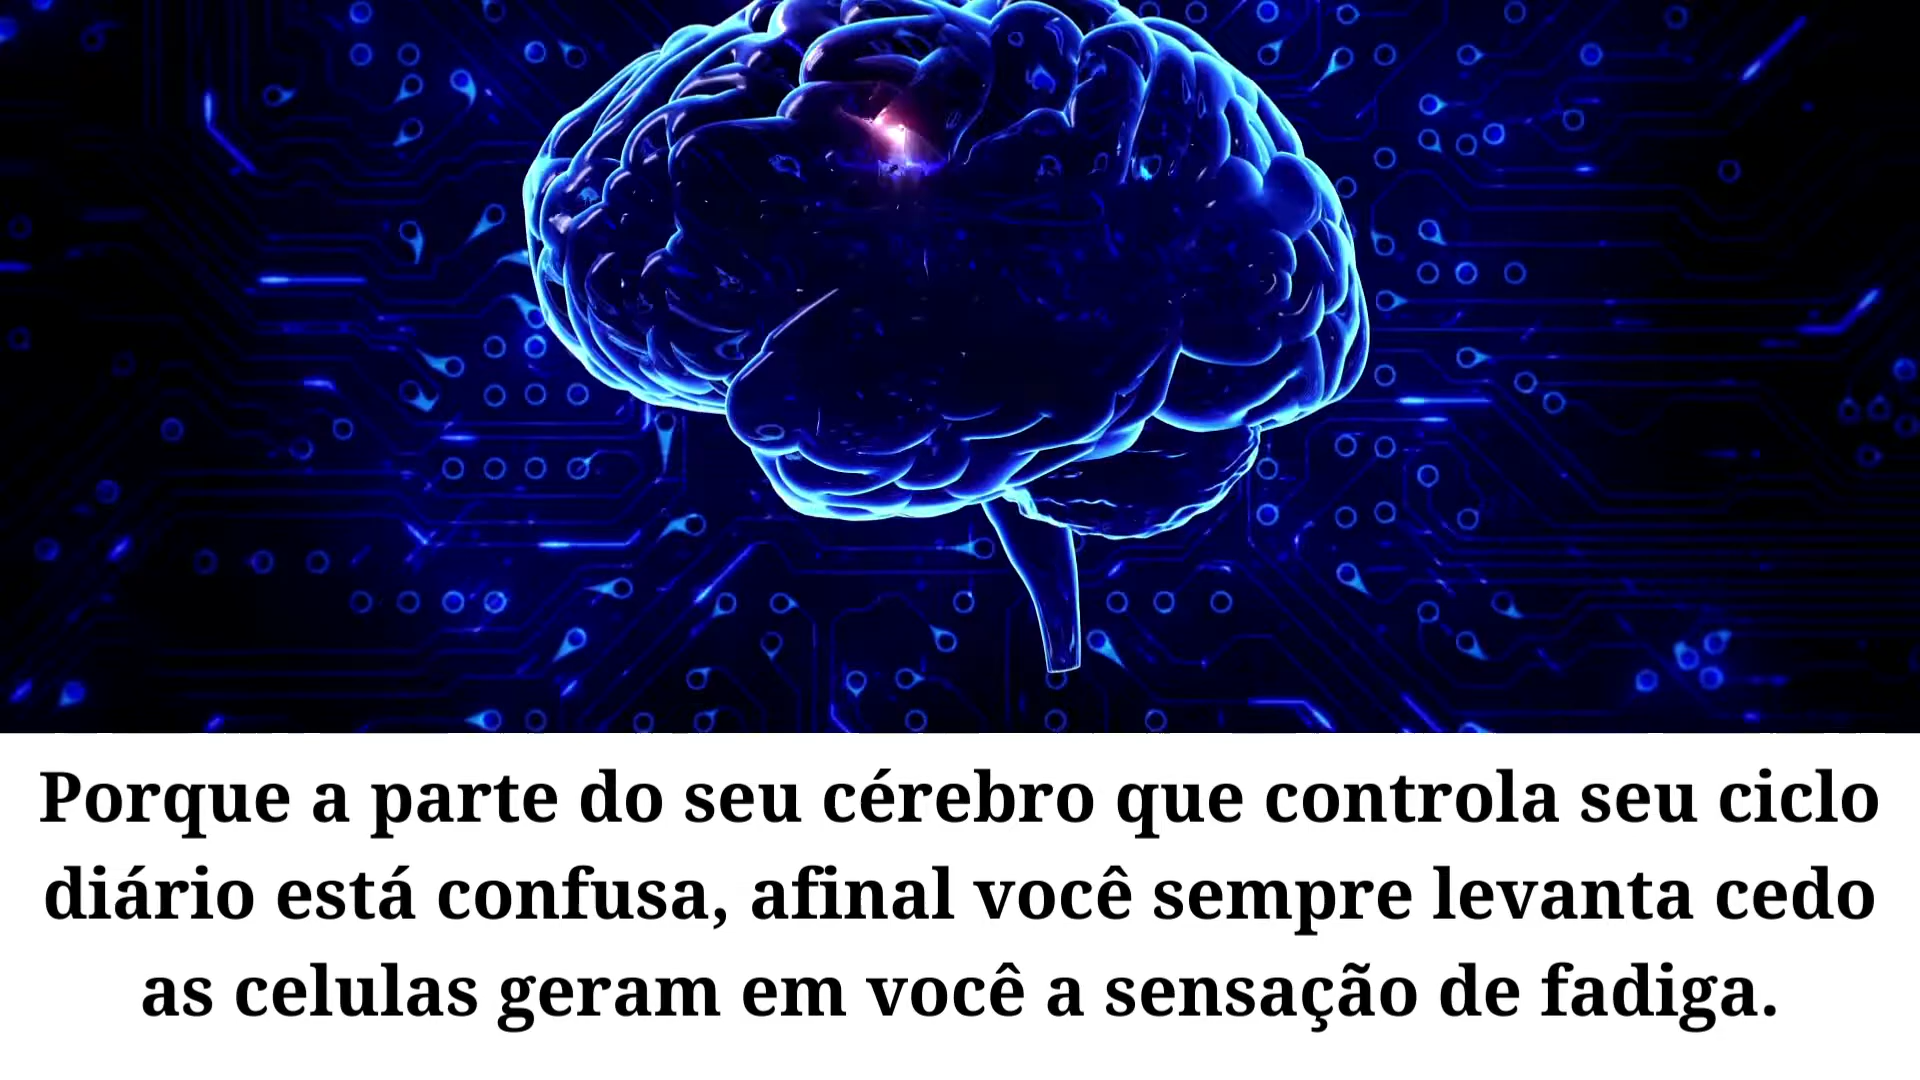 Porque a parte do seu cérebro que controla seu ciclo
diário está confusa, afinal você sempre levanta cedo
as celulas geram em você a sensação de fadiga.